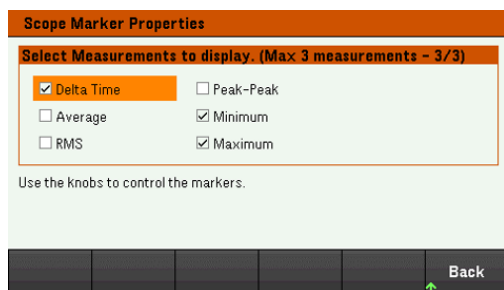 Scope Marker Properties
Select Measurements to display. (Max 3 measurements - 3/3)
Delta Time
Peak-Peak
Average
Minimum
RMS
Maximum
Use the knobs to control the markers.
Back